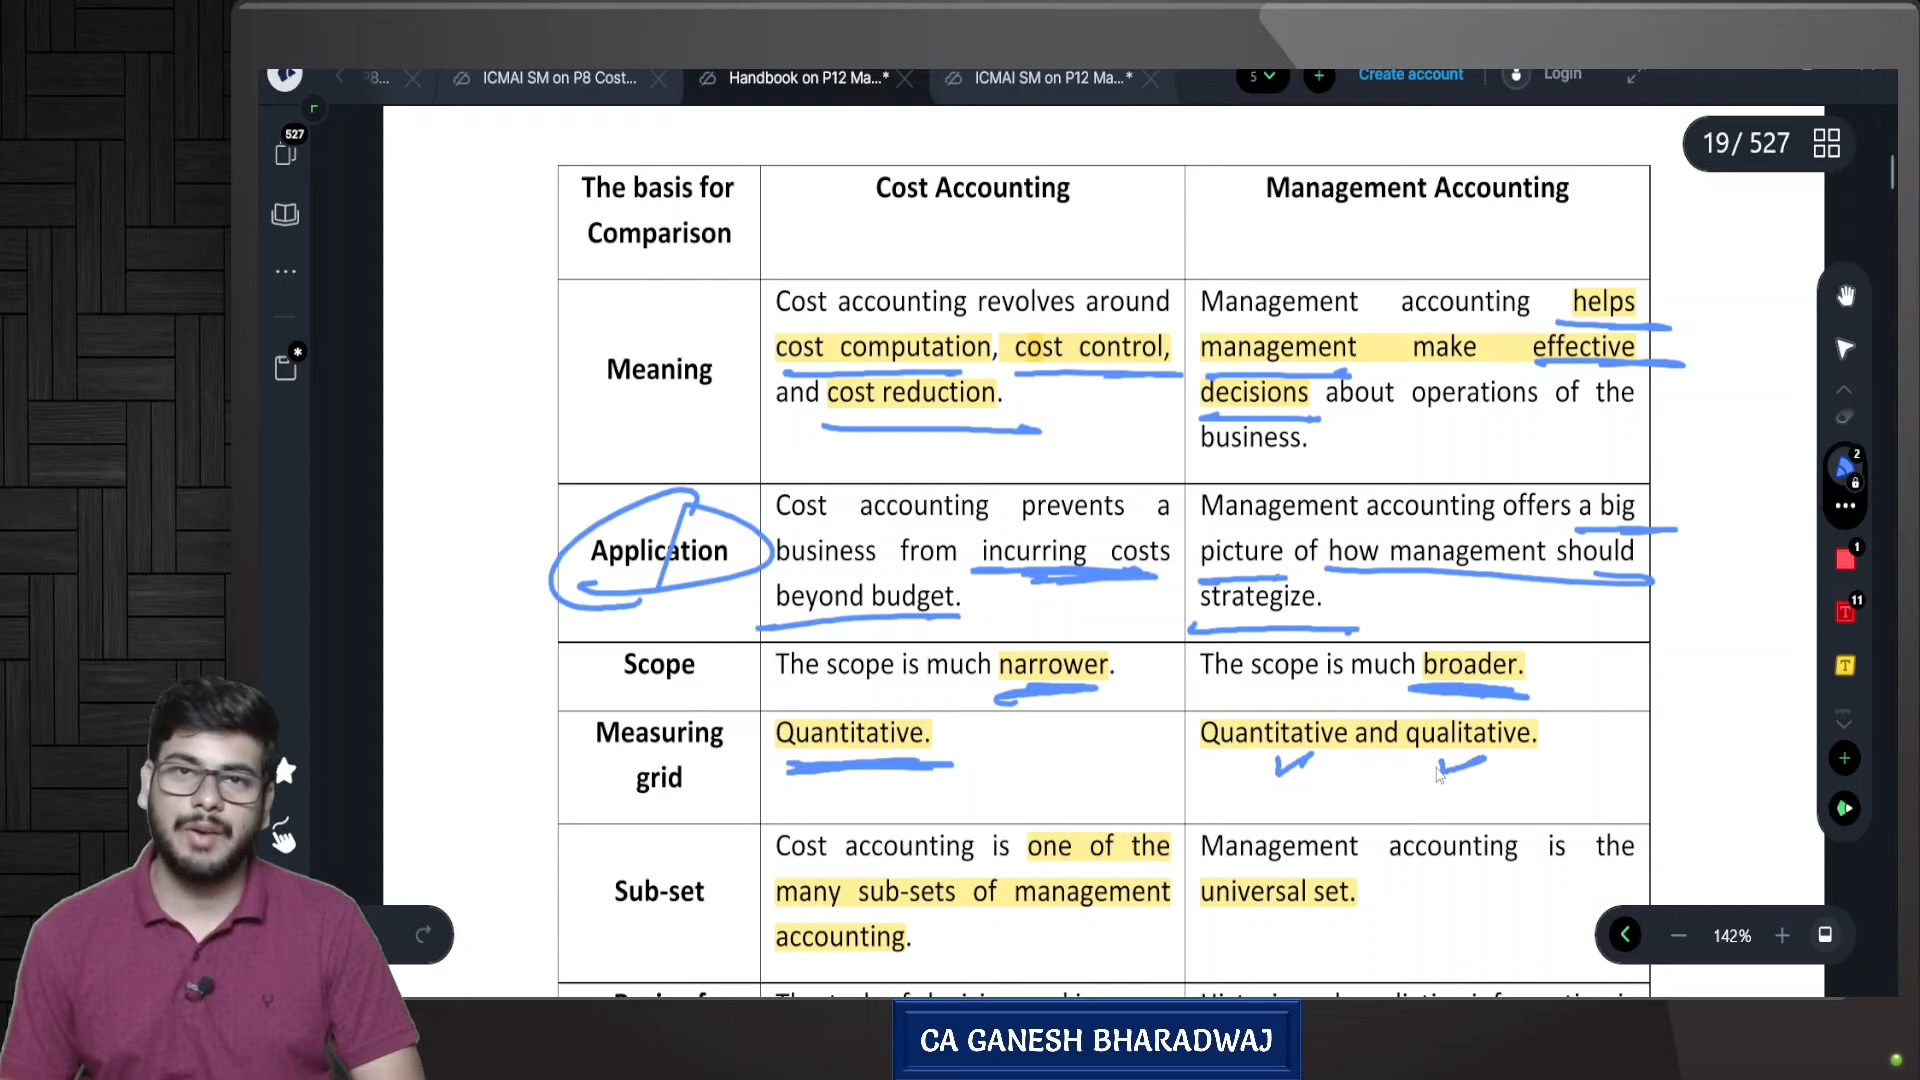 P8...
ICMAI SM on P8 Cost...
Handbook on P12 Ma...*
ICMAI SM on P12 Ma...*
5
Create account
Login
527
19/ 527
The basis for
Comparison
Cost Accounting
Management Accounting
Meaning
Cost accounting revolves around
cost computation, cost control,
and cost reduction.
Management accounting helps
management make effective
decisions about operations of the
business.
Application
Cost accounting prevents a
business from incurring costs
beyond budget.
Management accounting offers a big
picture of how management should
strategize.
Scope
The scope is much narrower.
The scope is much broader.
Measuring
grid
Quantitative.
Quantitative and qualitative.
Sub-set
Cost accounting is one of the
many sub-sets of management
accounting.
Management accounting is the
universal set.
2
1
11
T
T
142%
CA GANESH BHARADWAJ